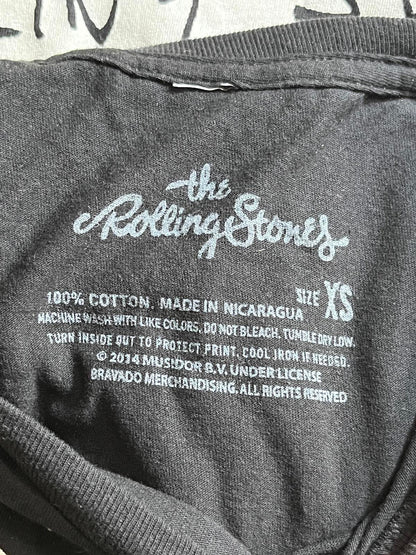 the
Rolling Stones
100% COTTON. MADE IN NICARAGUA SIZE XS
MACHINE WASH WITH LIKE COLORS, DO NOT BLEACH. TUMBLE DRY LOW.
TURN INSIDE OUT TO PROTECT PRINT. COOL IRON IF NEEDED.
© 2014 MUSIDOR B.V. UNDER LICENSE
BRAVADO MERCHANDISING. ALL RIGHTS RESERVED